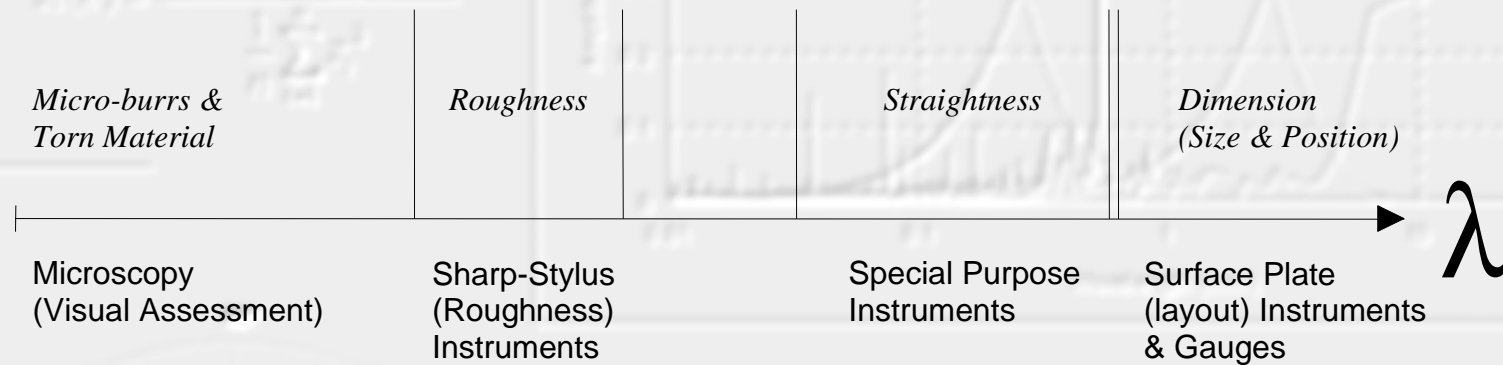 Micro-burrs &
Torn Material
Roughness
Straightness
Dimension
(Size & Position)
λ
Microscopy
(Visual Assessment)
Sharp-Stylus
(Roughness)
Instruments
Special Purpose
Instruments
Surface Plate
(layout) Instruments
& Gauges